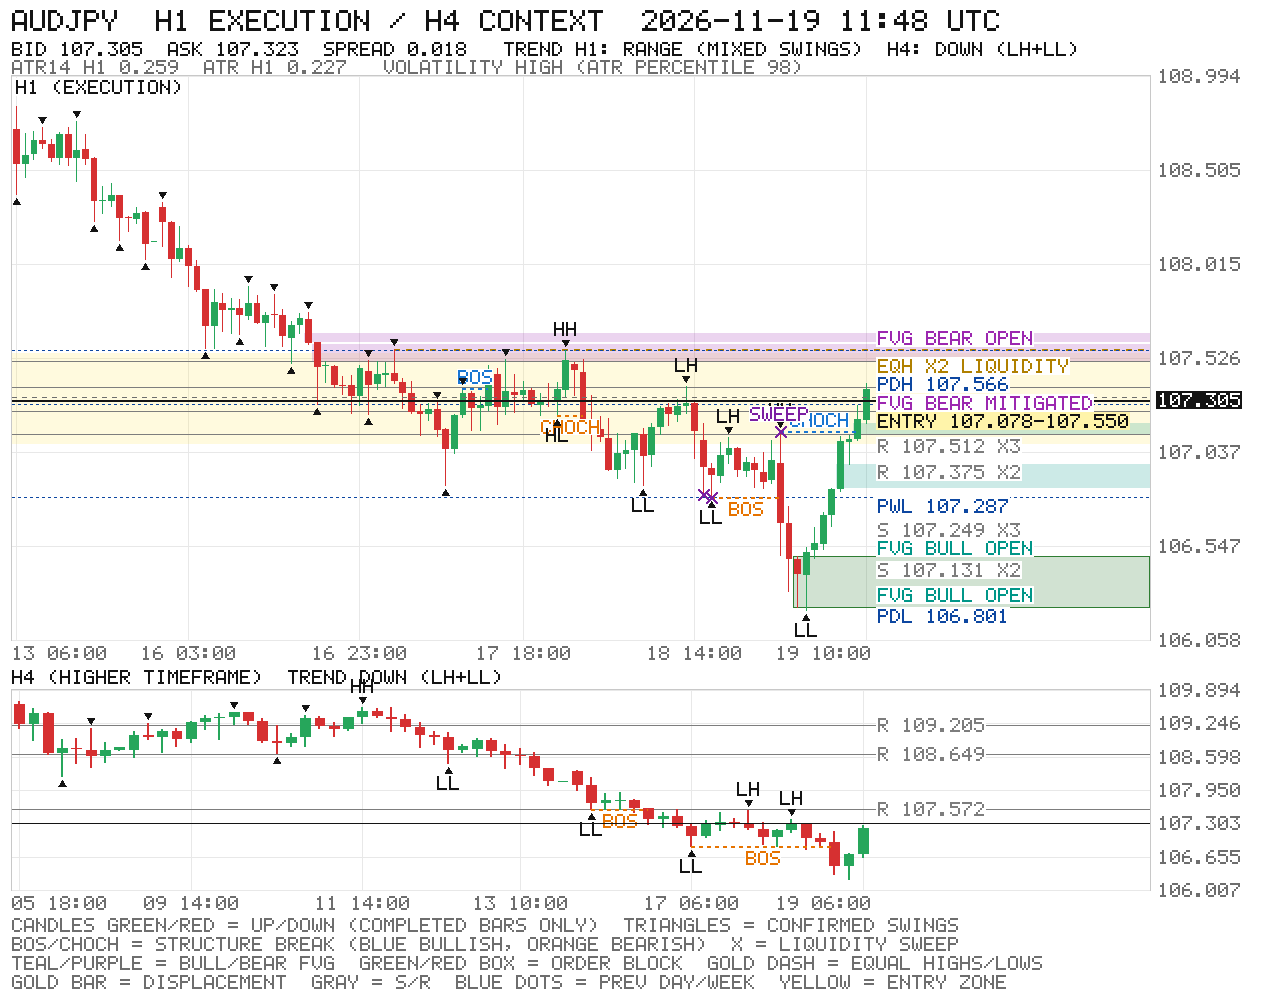 AUDJPY  H1 EXECUTION / H4 CONTEXT  2026-11-19 11:48 UTC
BID 107.305  ASK 107.323  SPREAD 0.018   TREND H1: RANGE (MIXED SWINGS)  H4: DOWN (LH+LL)
ATR14 H1 0.259  ATR H1 0.227   VOLATILITY HIGH (ATR PERCENTILE 98)
H1 (EXECUTION)
108.994
108.505
108.015
HH
FVG BEAR OPEN
107.526
LH
EQH X2 LIQUIDITY
BOS
PDH 107.566
FVG BEAR MITIGATED
107.305
LH
SWEEP
CHOCH
ENTRY 107.078-107.550
CHOCH
HL
R 107.512 X3
107.037
R 107.375 X2
LL
LL
BOS
PWL 107.287
S 107.249 X3
106.547
FVG BULL OPEN
S 107.131 X2
FVG BULL OPEN
PDL 106.801
LL
106.058
13 06:00
16 03:00
16 23:00
17 18:00
18 14:00
19 10:00
H4 (HIGHER TIMEFRAME)  TREND DOWN (LH+LL)
HH
109.894
R 109.205
109.246
R 108.649
108.598
LL
107.950
LH
LH
R 107.572
LL
BOS
107.303
LL
BOS
106.655
106.007
05 18:00
09 14:00
11 14:00
13 10:00
17 06:00
19 06:00
CANDLES GREEN/RED = UP/DOWN (COMPLETED BARS ONLY)  TRIANGLES = CONFIRMED SWINGS
BOS/CHOCH = STRUCTURE BREAK (BLUE BULLISH, ORANGE BEARISH)  X = LIQUIDITY SWEEP
TEAL/PURPLE = BULL/BEAR FVG  GREEN/RED BOX = ORDER BLOCK  GOLD DASH = EQUAL HIGHS/LOWS
GOLD BAR = DISPLACEMENT  GRAY = S/R  BLUE DOTS = PREV DAY/WEEK  YELLOW = ENTRY ZONE